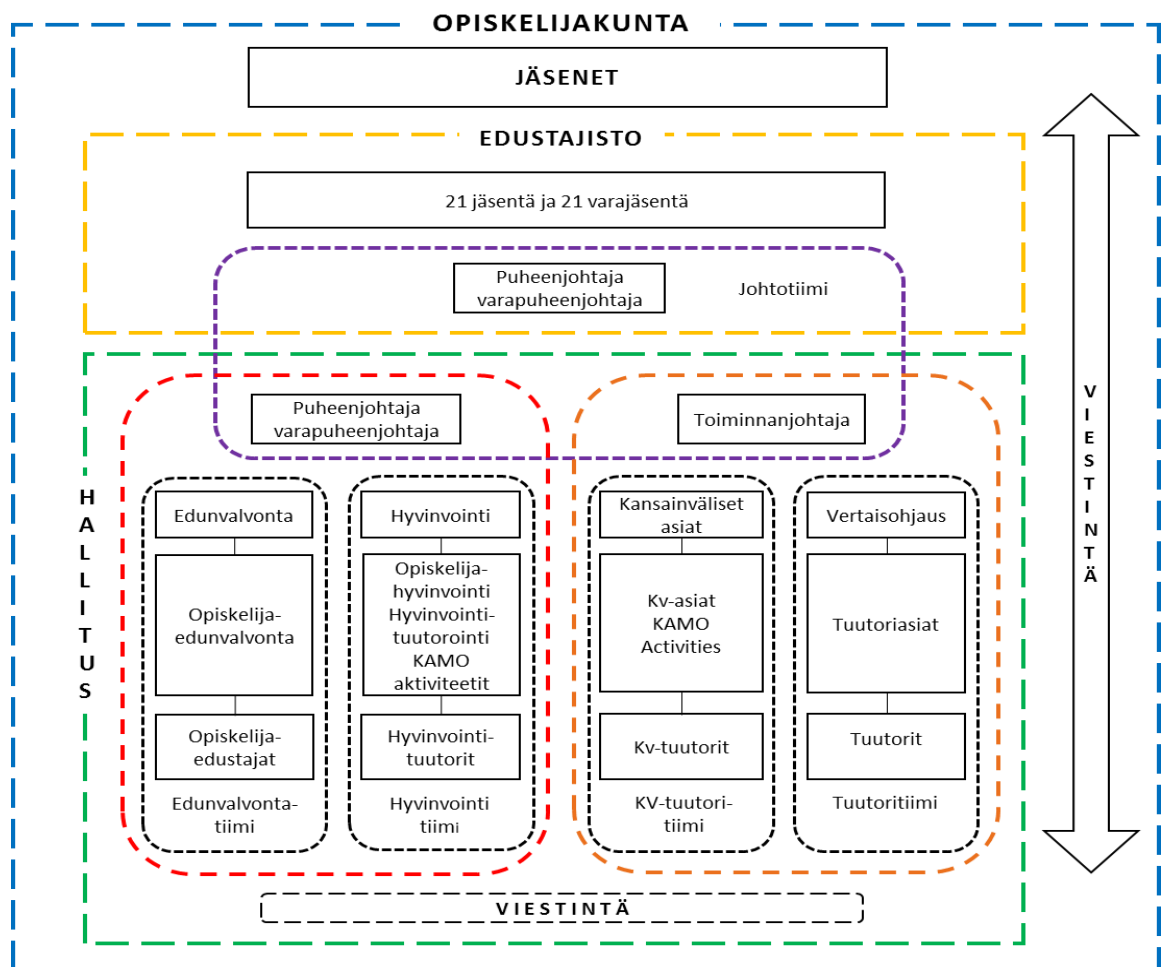 OPISKELIJAKUNTA
JÄSENET
EDUSTAJISTO
21 jäsentä ja 21 varajäsentä
Puheenjohtaja
varapuheenjohtaja
Johtotiimi
HALLITUS
Puheenjohtaja
varapuheenjohtaja
Toiminnanjohtaja
Edunvalvonta
Opiskelija-
edunvalvonta
Opiskelija-
edustajat
Edunvalvonta-
tiimi
Hyvinvointi
Opiskelija-
hyvinvointi
Hyvinvointi-
tuutorointi
KAMO
aktiviteetit
Hyvinvointi-
tuutorit
Hyvinvointi
tiimi
Kansainväliset
asiat
Kv-asiat
KAMO
Activities
Kv-tuutorit
KV-tuutori-
tiimi
Vertaisohjaus
Tuutoriasiat
Tuutorit
Tuutoritiimi
VIESTINTÄ
VIESTINTÄ